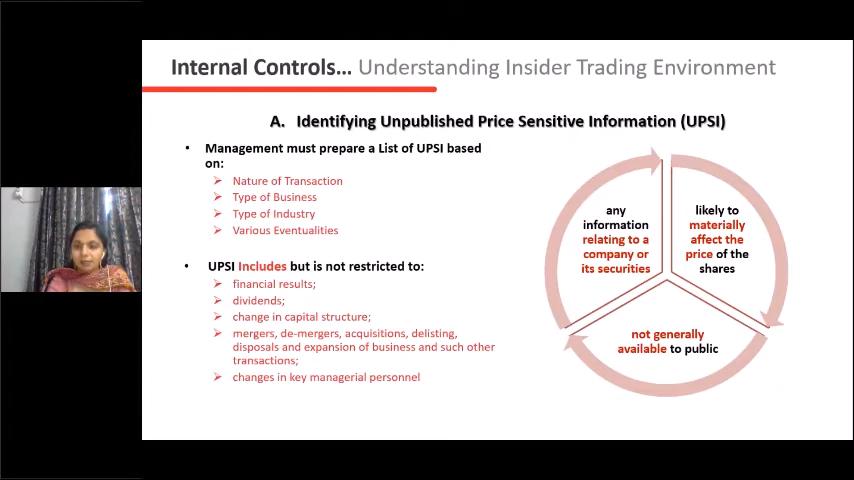 Internal Controls... Understanding Insider Trading Environment
A. Identifying Unpublished Price Sensitive Information (UPSI)
• Management must prepare a List of UPSI based
on:
➢ Nature of Transaction
➢ Type of Business
➢ Type of Industry
➢ Various Eventualities
• UPSI Includes but is not restricted to:
➢ financial results;
➢ dividends;
➢ change in capital structure;
➢ mergers, de-mergers, acquisitions, delisting,
disposals and expansion of business and such other
transactions;
➢ changes in key managerial personnel
any
information
relating to a
company or
its securities
likely to
materially
affect the
price of the
shares
not generally
available to public